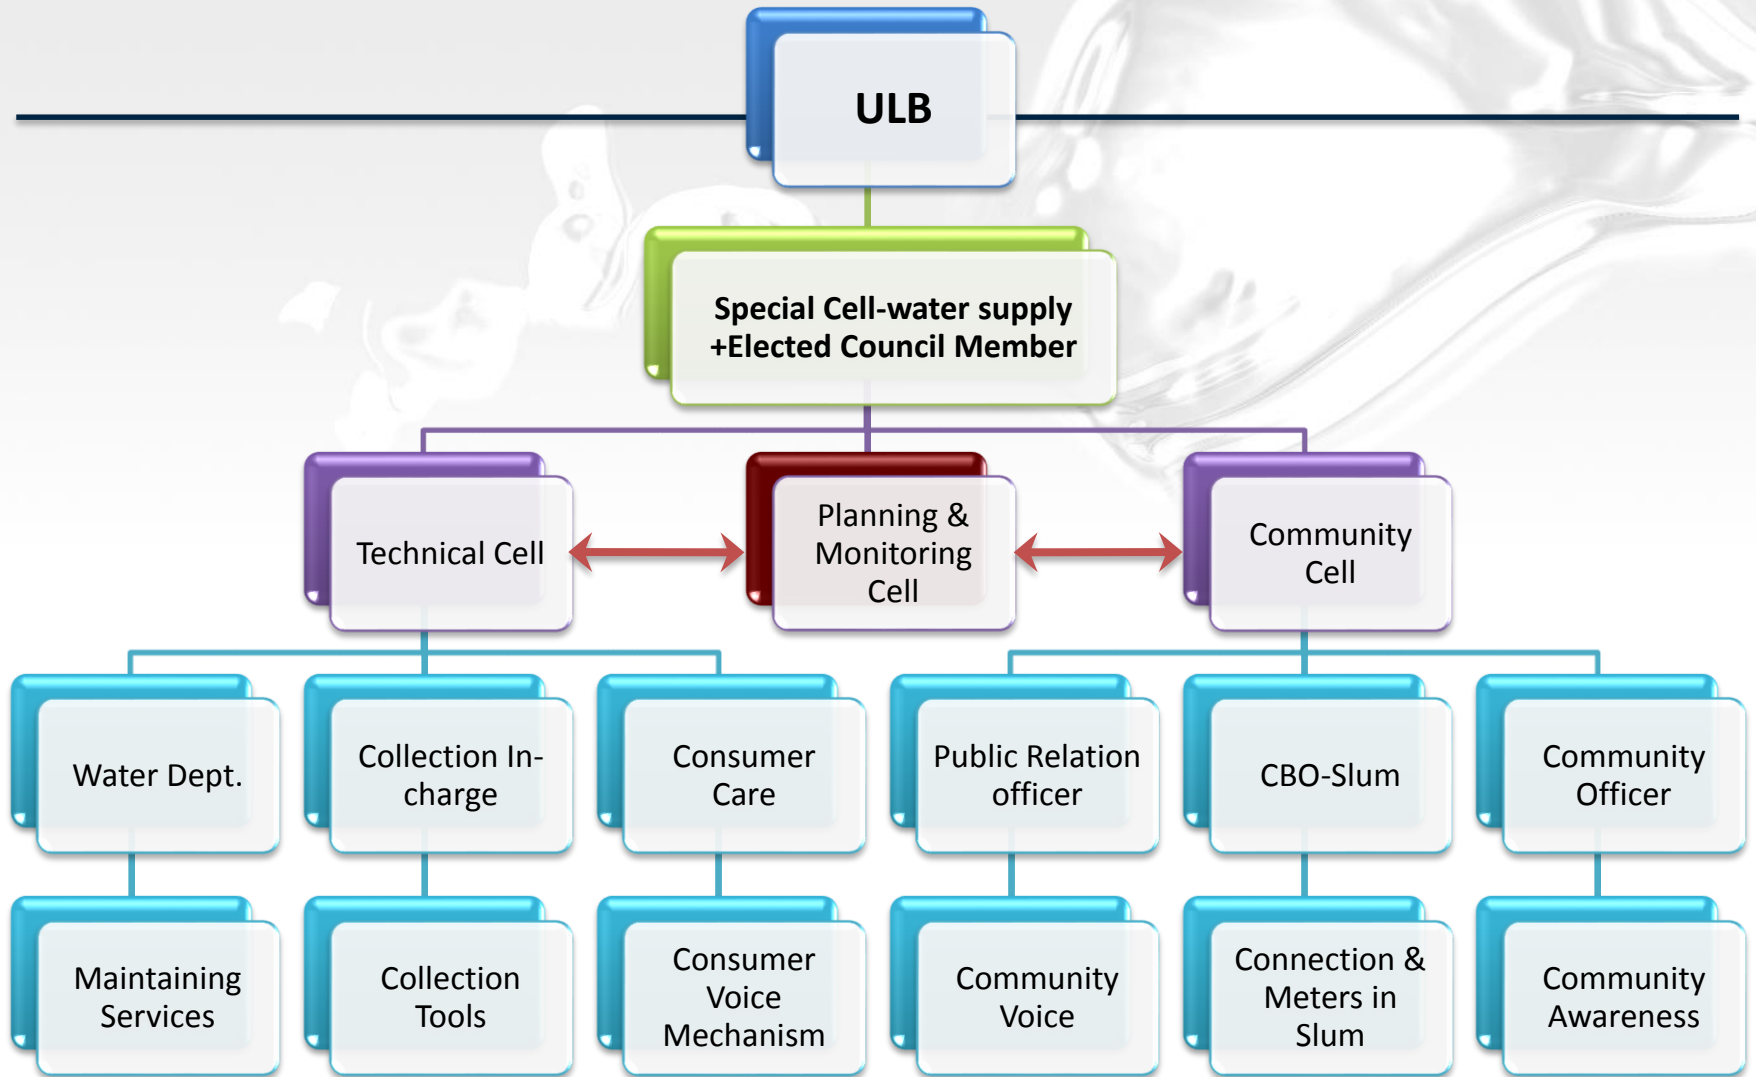 ULB
Special Cell-water supply
+Elected Council Member
Technical Cell
Planning &
Monitoring
Cell
Community
Cell
Water Dept.
Collection In-
charge
Consumer
Care
Public Relation
officer
CBO-Slum
Community
Officer
Maintaining
Services
Collection
Tools
Consumer
Voice
Mechanism
Community
Voice
Connection &
Meters in
Slum
Community
Awareness